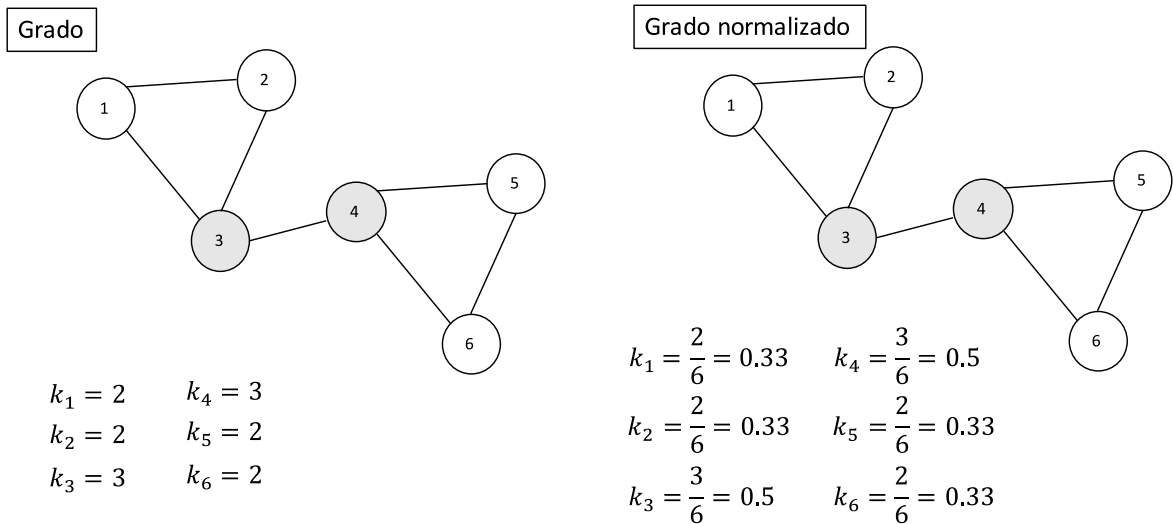 Grado
1
2
3
4
5
6
k₁ = 2
k₄ = 3
k₂ = 2
k₅ = 2
k₃ = 3
k₆ = 2
Grado normalizado
1
2
3
4
5
6
k₁ = 2/6 = 0.33
k₄ = 3/6 = 0.5
k₂ = 2/6 = 0.33
k₅ = 2/6 = 0.33
k₃ = 3/6 = 0.5
k₆ = 2/6 = 0.33